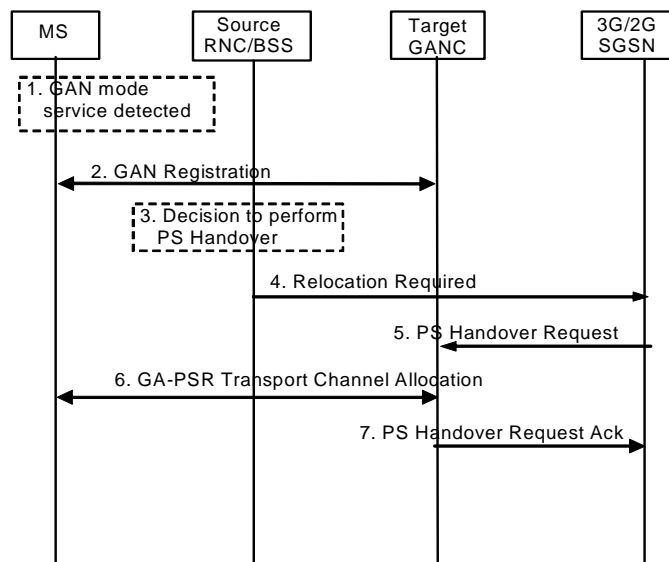 MS
Source
RNC/BSS
Target
GANC
3G/2G
SGSN
1. GAN mode
service detected
2. GAN Registration
3. Decision to perform
PS Handover
4. Relocation Required
5. PS Handover Request
6. GA-PSR Transport Channel Allocation
7. PS Handover Request Ack